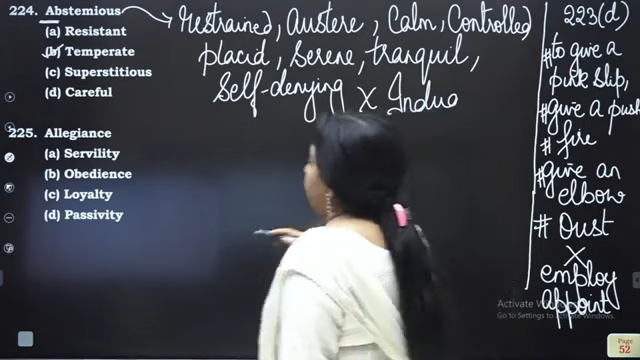 224. Abstemious
(a) Resistant
(b) Temperate
(c) Superstitious
(d) Careful
225. Allegiance
(a) Servility
(b) Obedience
(c) Loyalty
(d) Passivity
Restrained, Austere, Calm, Controlled
placid, Serene, tranquil,
Self-denying X
223(d)
# to give a
pink slip,
# give a push
# fire
# give an
elbow
# Oust
X
employ
appoint
Activate
Go to Settings to Activate Windows.
Page
52